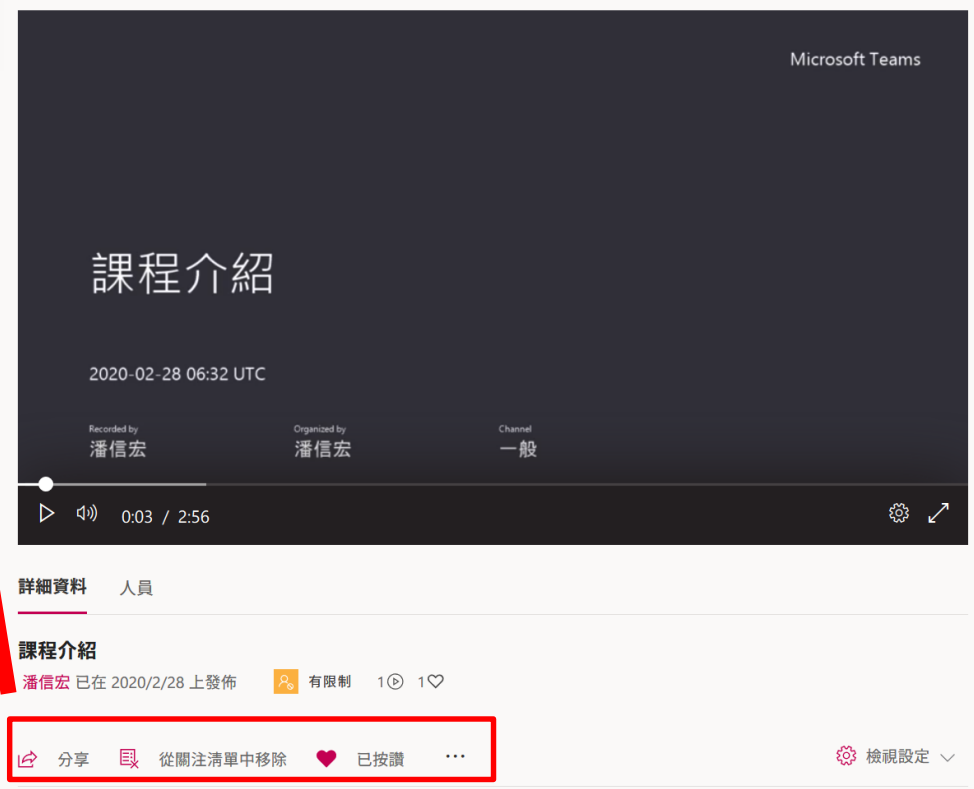 Microsoft Teams
課程介紹
2020-02-28 06:32 UTC
Recorded by Organized by Channel
潘信宏 潘信宏 一般
0:03 / 2:56
詳細資料 人員
課程介紹
潘信宏 已在 2020/2/28 上發佈 有限制 1 1
分享 從關注清單中移除 已按讚 ··· 檢視設定